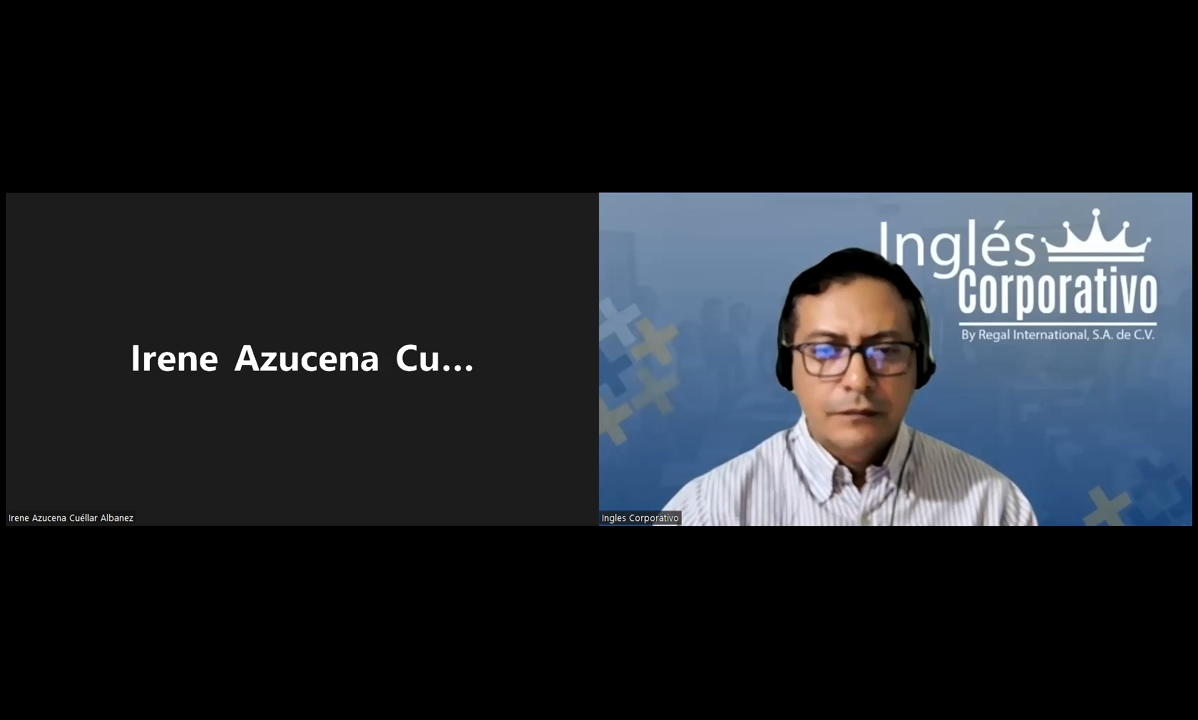 Irene Azucena Cu...
Irene Azucena Cuéllar Albanez
Inglés
Corporativo
By Regal International, S.A. de C.V.
Ingles Corporativo